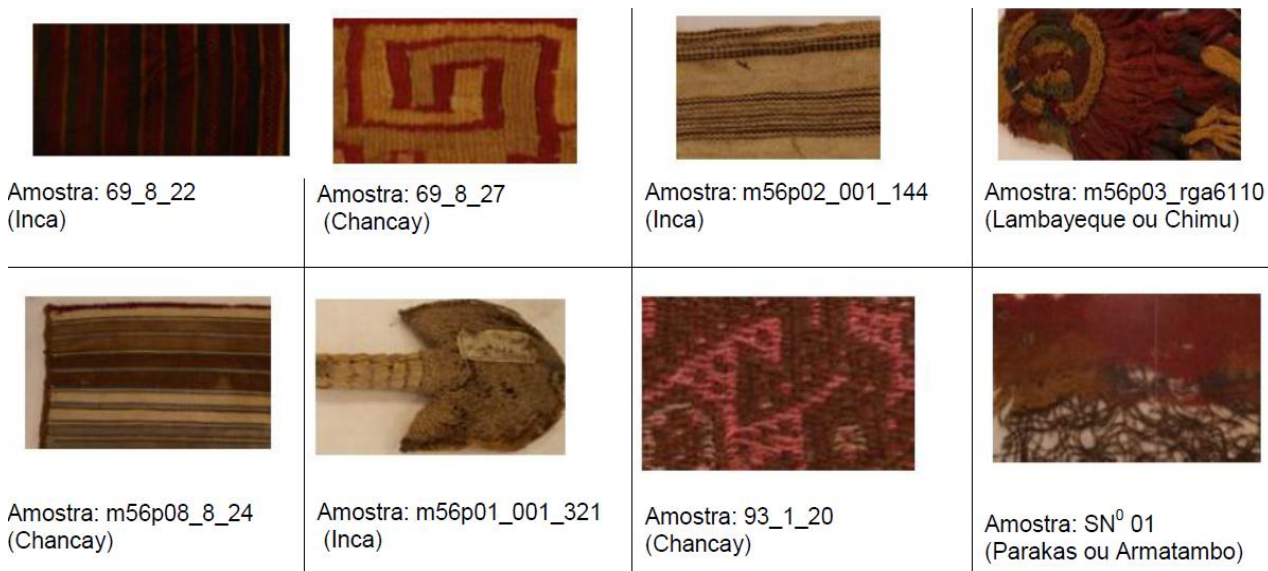 Amostra: 69_8_22
(Inca)
Amostra: 69_8_27
(Chancay)
Amostra: m56p02_001_144
(Inca)
Amostra: m56p03_rga6110
(Lambayeque ou Chimu)
Amostra: m56p08_8_24
(Chancay)
Amostra: m56p01_001_321
(Inca)
Amostra: 93_1_20
(Chancay)
Amostra: SN⁰ 01
(Parakas ou Armatambo)